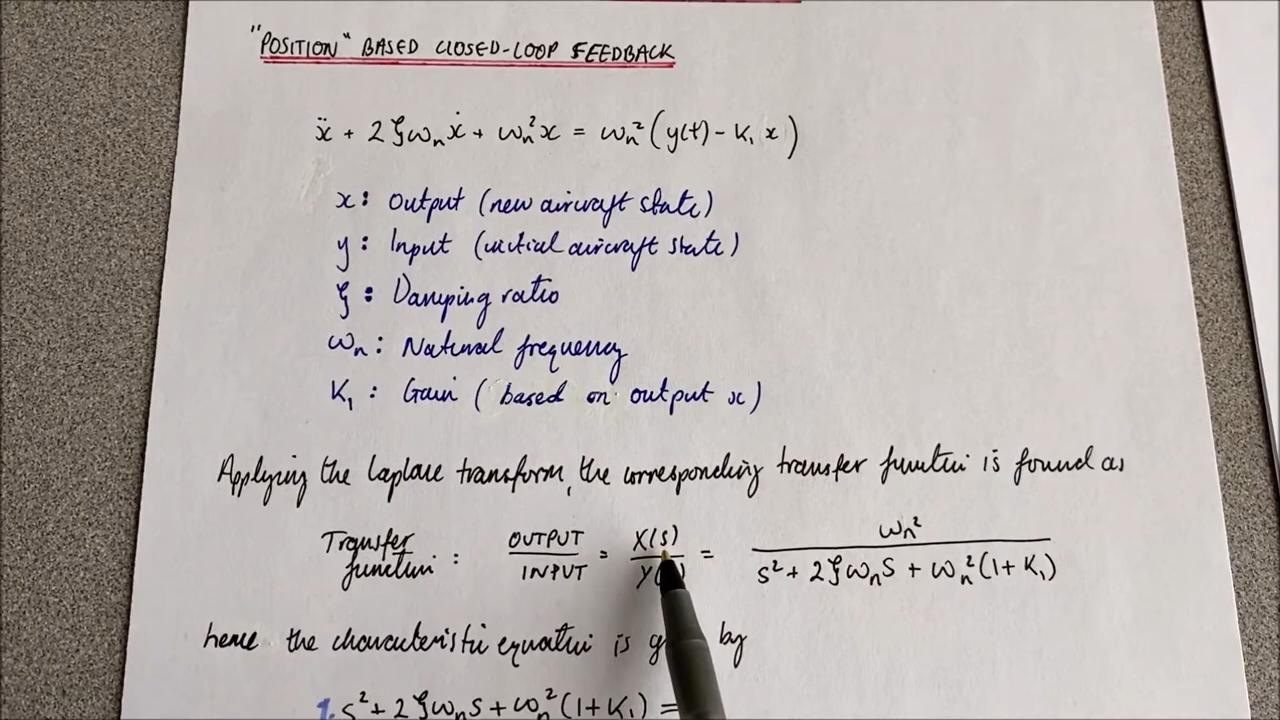 "POSITION" BASED CLOSED-LOOP FEEDBACK
ẍ + 2ζωₙẋ + ωₙ²x = ωₙ²(y(t) - K₁x)
x: Output (new aircraft state)
y: Input (initial aircraft state)
ζ: Damping ratio
ωₙ: Natural frequency
K₁: Gain (based on output x)
Applying the Laplace transform, the corresponding transfer function is found as
Transfer function: OUTPUT/INPUT = X(s)/Y( ) = ωₙ²/(s² + 2ζωₙs + ωₙ²(1 + K₁))
hence the characteristic equation is by
1. s² + 2ζωₙs + ωₙ²(1 + K₁) =